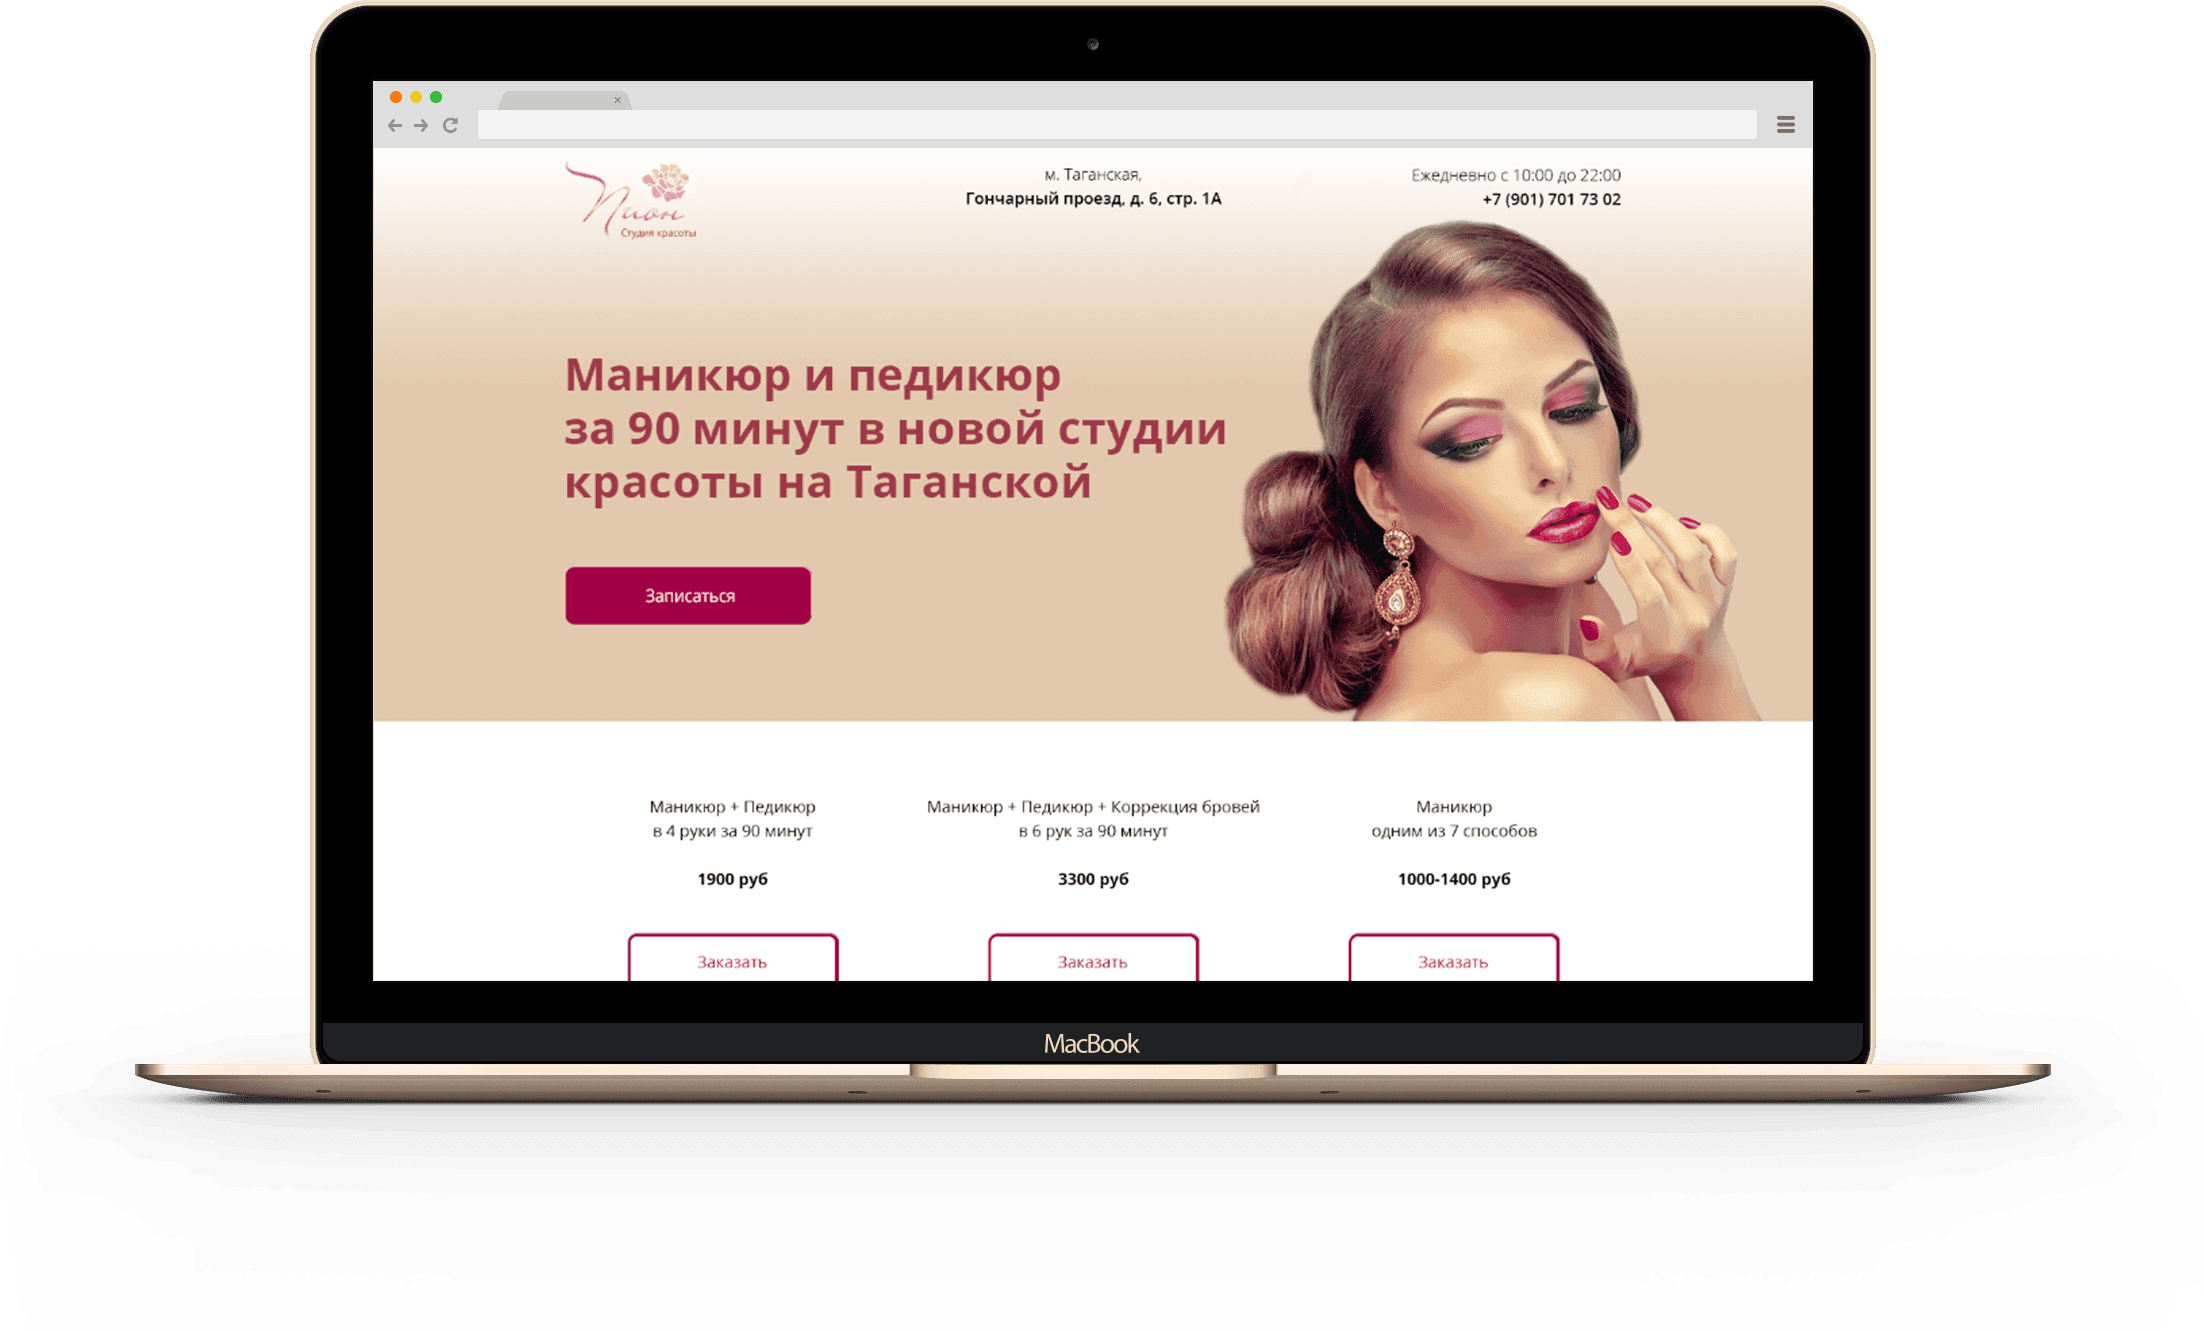 Пион
Студия красоты
м. Таганская,
Гончарный проезд, д. 6, стр. 1А
Ежедневно с 10:00 до 22:00
+7 (901) 701 73 02
Маникюр и педикюр
за 90 минут в новой студии
красоты на Таганской
Записаться
Маникюр + Педикюр
в 4 руки за 90 минут
1900 руб
Заказать
Маникюр + Педикюр + Коррекция бровей
в 6 рук за 90 минут
3300 руб
Заказать
Маникюр
одним из 7 способов
1000-1400 руб
Заказать
MacBook